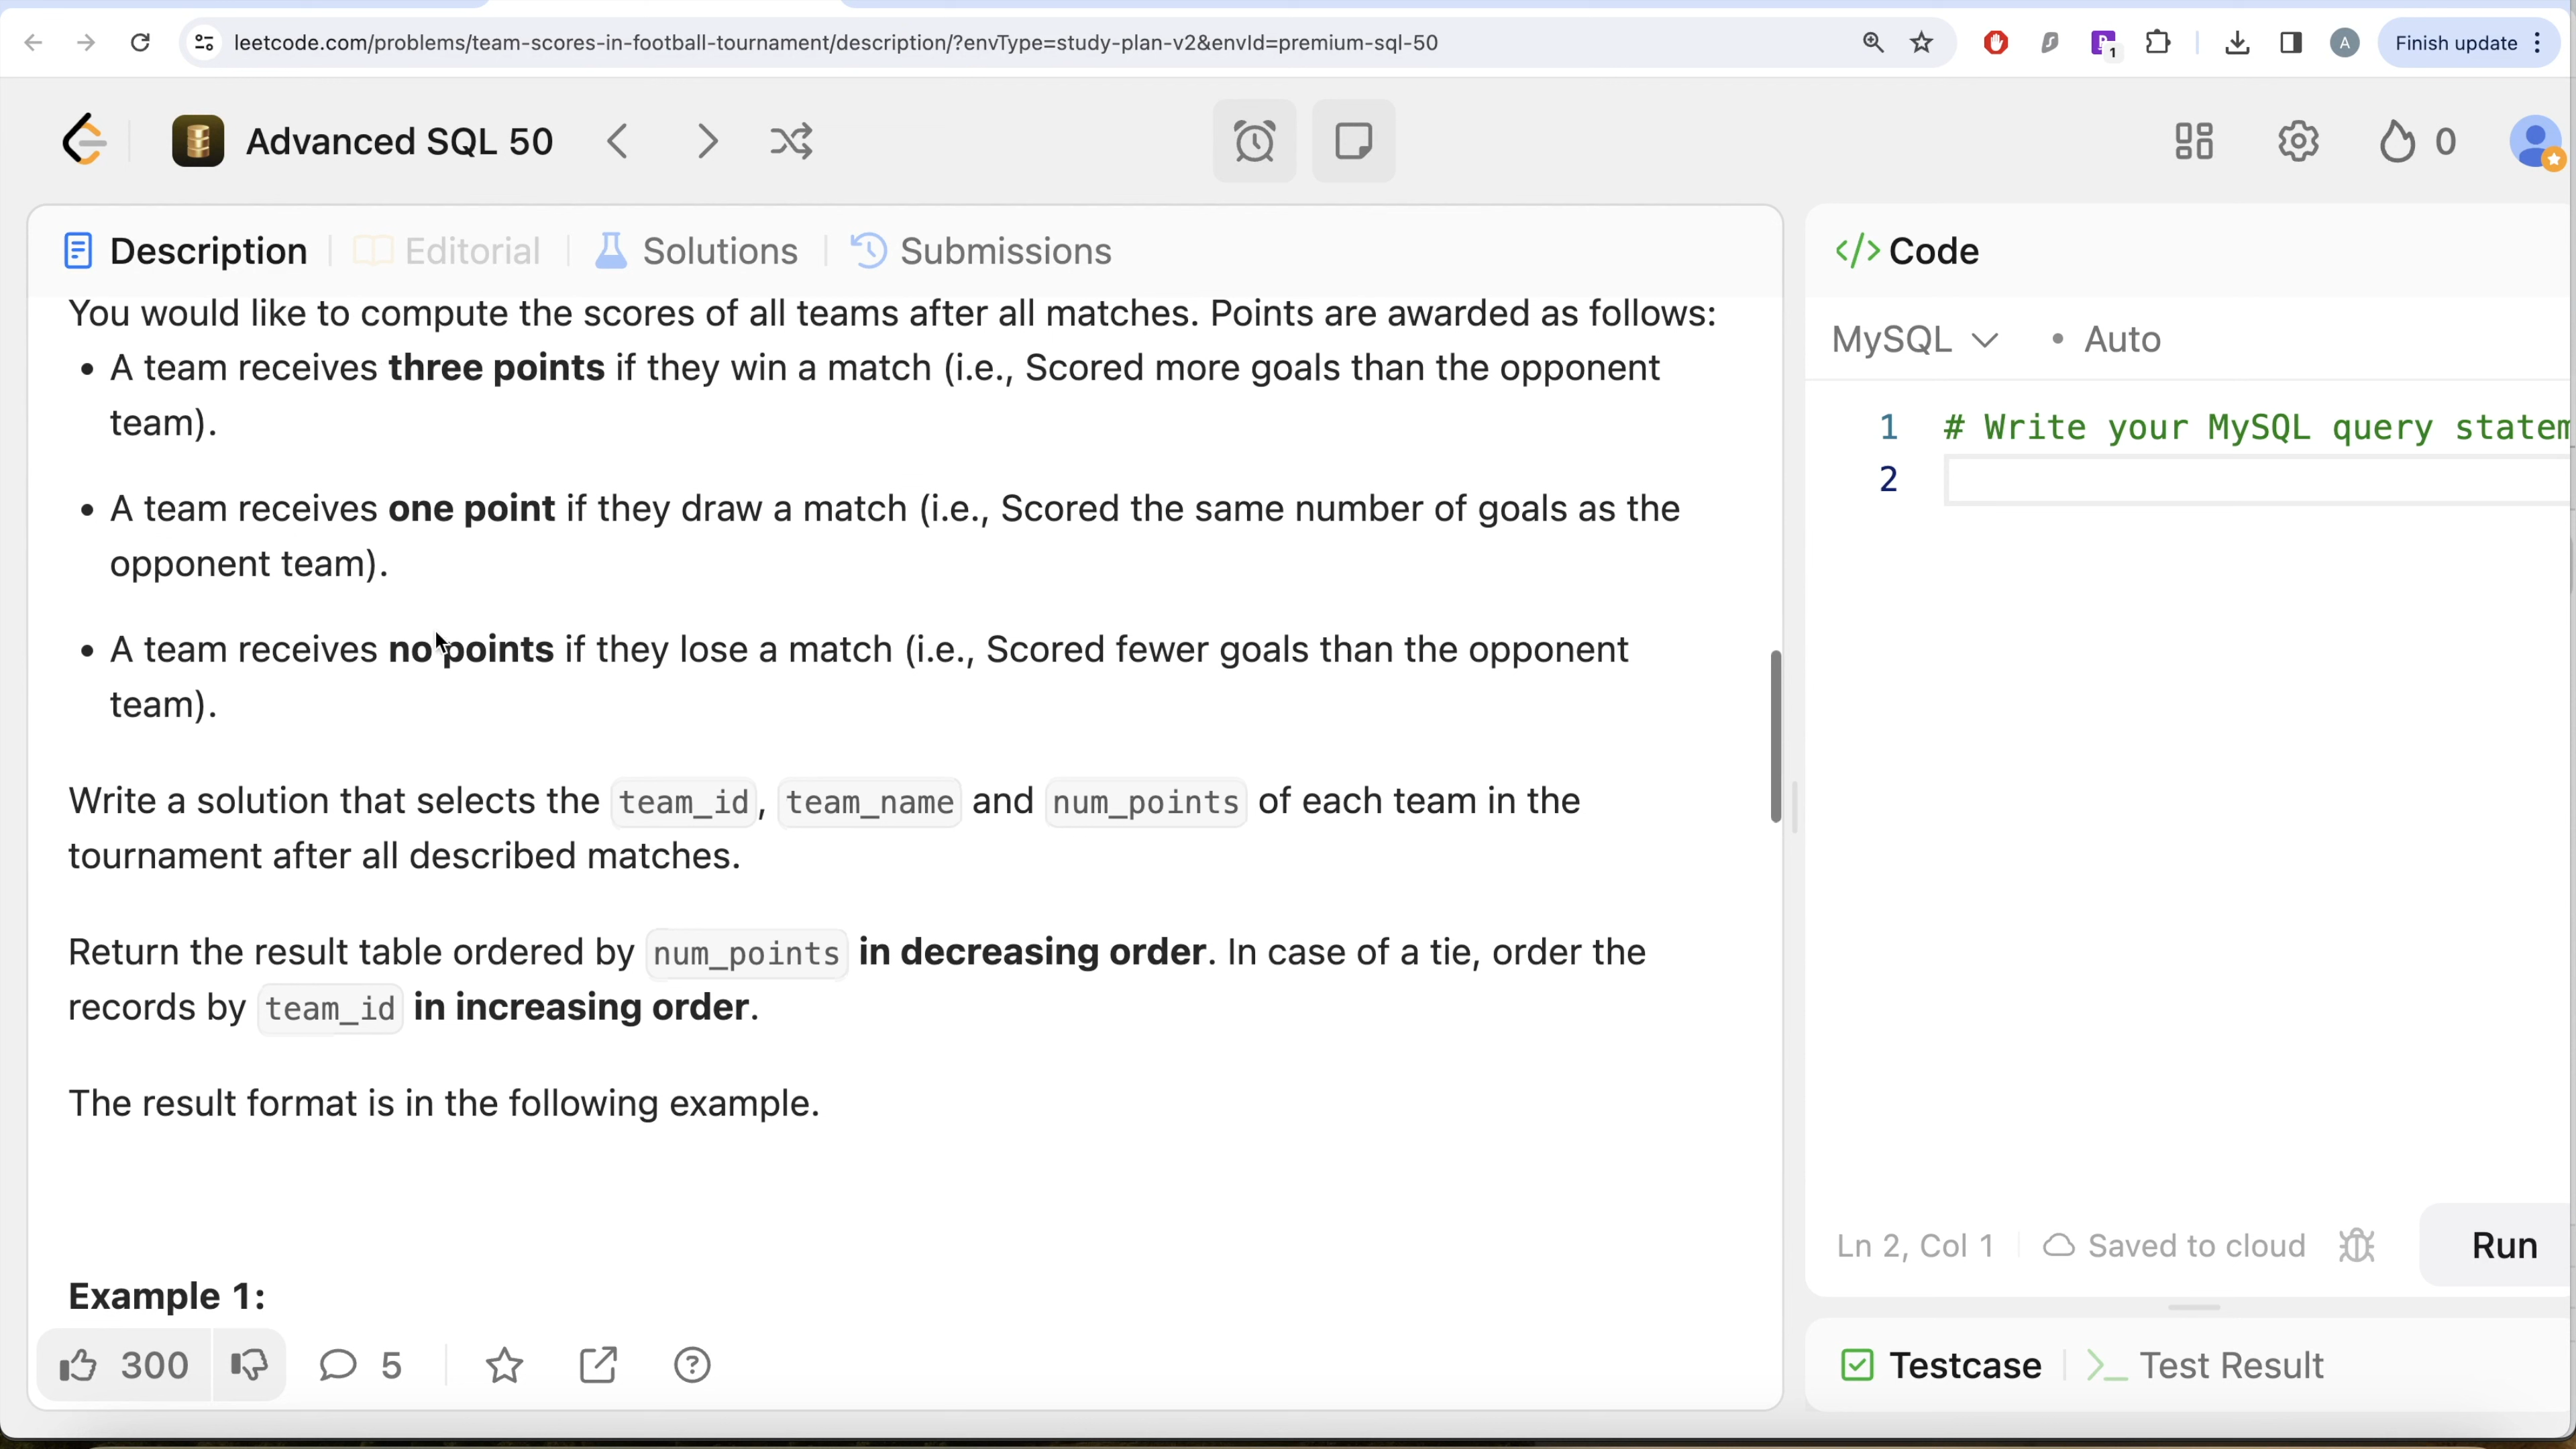 leetcode.com/problems/team-scores-in-football-tournament/description/?envType=study-plan-v2&envId=premium-sql-50
1
A
Finish update
Advanced SQL 50
0
Description
Editorial
Solutions
Submissions
You would like to compute the scores of all teams after all matches. Points are awarded as follows:
• A team receives three points if they win a match (i.e., Scored more goals than the opponent
team).
• A team receives one point if they draw a match (i.e., Scored the same number of goals as the
opponent team).
• A team receives no points if they lose a match (i.e., Scored fewer goals than the opponent
team).
Write a solution that selects the team_id, team_name and num_points of each team in the
tournament after all described matches.
Return the result table ordered by num_points in decreasing order. In case of a tie, order the
records by team_id in increasing order.
The result format is in the following example.
Example 1:
300
5
</> Code
MySQL
• Auto
1 # Write your MySQL query statem
2
Ln 2, Col 1
Saved to cloud
Run
Testcase
Test Result